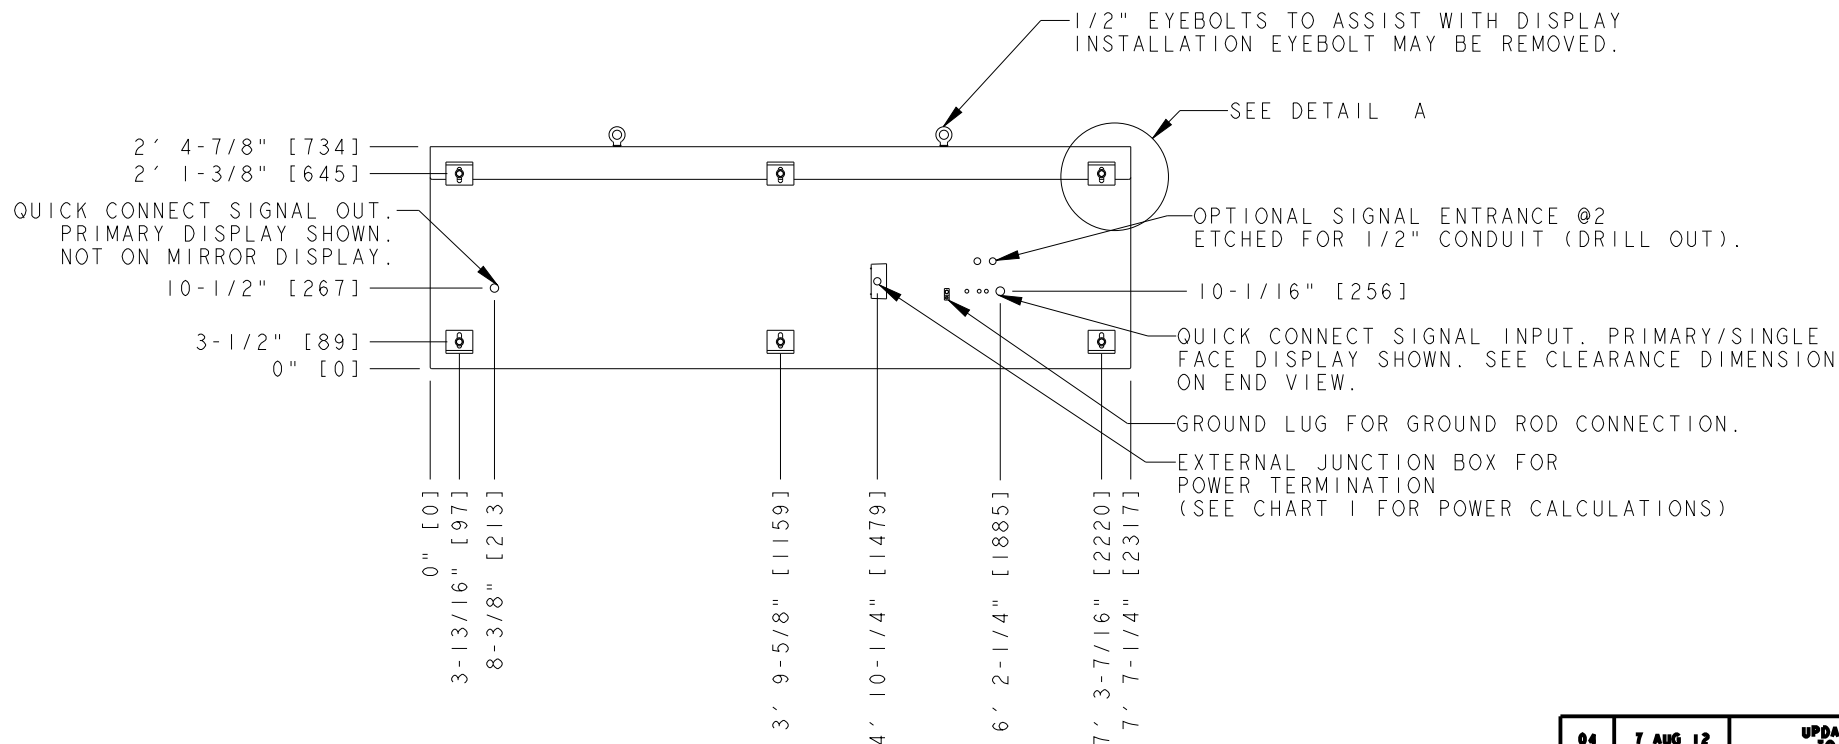 1/2" EYEBOLTS TO ASSIST WITH DISPLAY
INSTALLATION EYEBOLT MAY BE REMOVED.
SEE DETAIL A
2' 4-7/8" [734]
2' 1-3/8" [645]
QUICK CONNECT SIGNAL OUT.
PRIMARY DISPLAY SHOWN.
NOT ON MIRROR DISPLAY.
10-1/2" [267]
3-1/2" [89]
0" [0]
OPTIONAL SIGNAL ENTRANCE @2
ETCHED FOR 1/2" CONDUIT (DRILL OUT).
10-1/16" [256]
QUICK CONNECT SIGNAL INPUT. PRIMARY/SINGLE
FACE DISPLAY SHOWN. SEE CLEARANCE DIMENSION
ON END VIEW.
GROUND LUG FOR GROUND ROD CONNECTION.
EXTERNAL JUNCTION BOX FOR
POWER TERMINATION
(SEE CHART 1 FOR POWER CALCULATIONS)
0" [0]
3-13/16" [97]
8-3/8" [213]
3' 9-5/8" [1159]
4' 10-1/4" [1479]
6' 2-1/4" [1885]
7' 3-7/16" [2220]
7' 7-1/4" [2317]
04 7 AUG 12